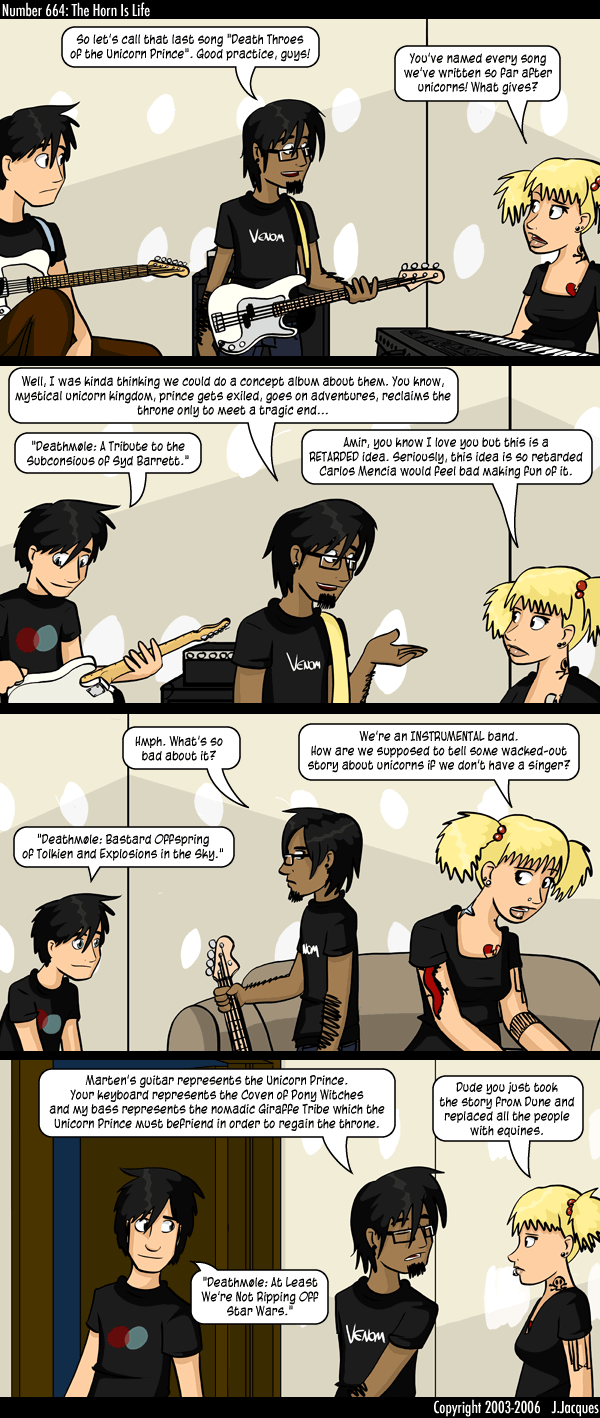 Number 664: The Horn Is Life
So let's call that last song "Death Throes
of the Unicorn Prince". Good practice, guys!
You've named every song
we've written so far after
unicorns! What gives?
VENOM
Well, I was kinda thinking we could do a concept album about them. You know,
mystical unicorn kingdom, prince gets exiled, goes on adventures, reclaims the
throne only to meet a tragic end...
"Deathmøle: A Tribute to the
Subconsious of Syd Barrett."
Amir, you know I love you but this is a
RETARDED idea. Seriously, this idea is so retarded
Carlos Mencia would feel bad making fun of it.
VENOM
Hmph. What's so
bad about it?
We're an INSTRUMENTAL band.
How are we supposed to tell some wacked-out
story about unicorns if we don't have a singer?
"Deathmøle: Bastard Offspring
of Tolkien and Explosions in the Sky."
NOM
Marten's guitar represents the Unicorn Prince.
Your keyboard represents the Coven of Pony Witches
and my bass represents the nomadic Giraffe Tribe which the
Unicorn Prince must befriend in order to regain the throne.
Dude you just took
the story from Dune and
replaced all the people
with equines.
"Deathmøle: At Least
We're Not Ripping Off
Star Wars."
VENOM
Copyright 2003-2006 J.Jacques